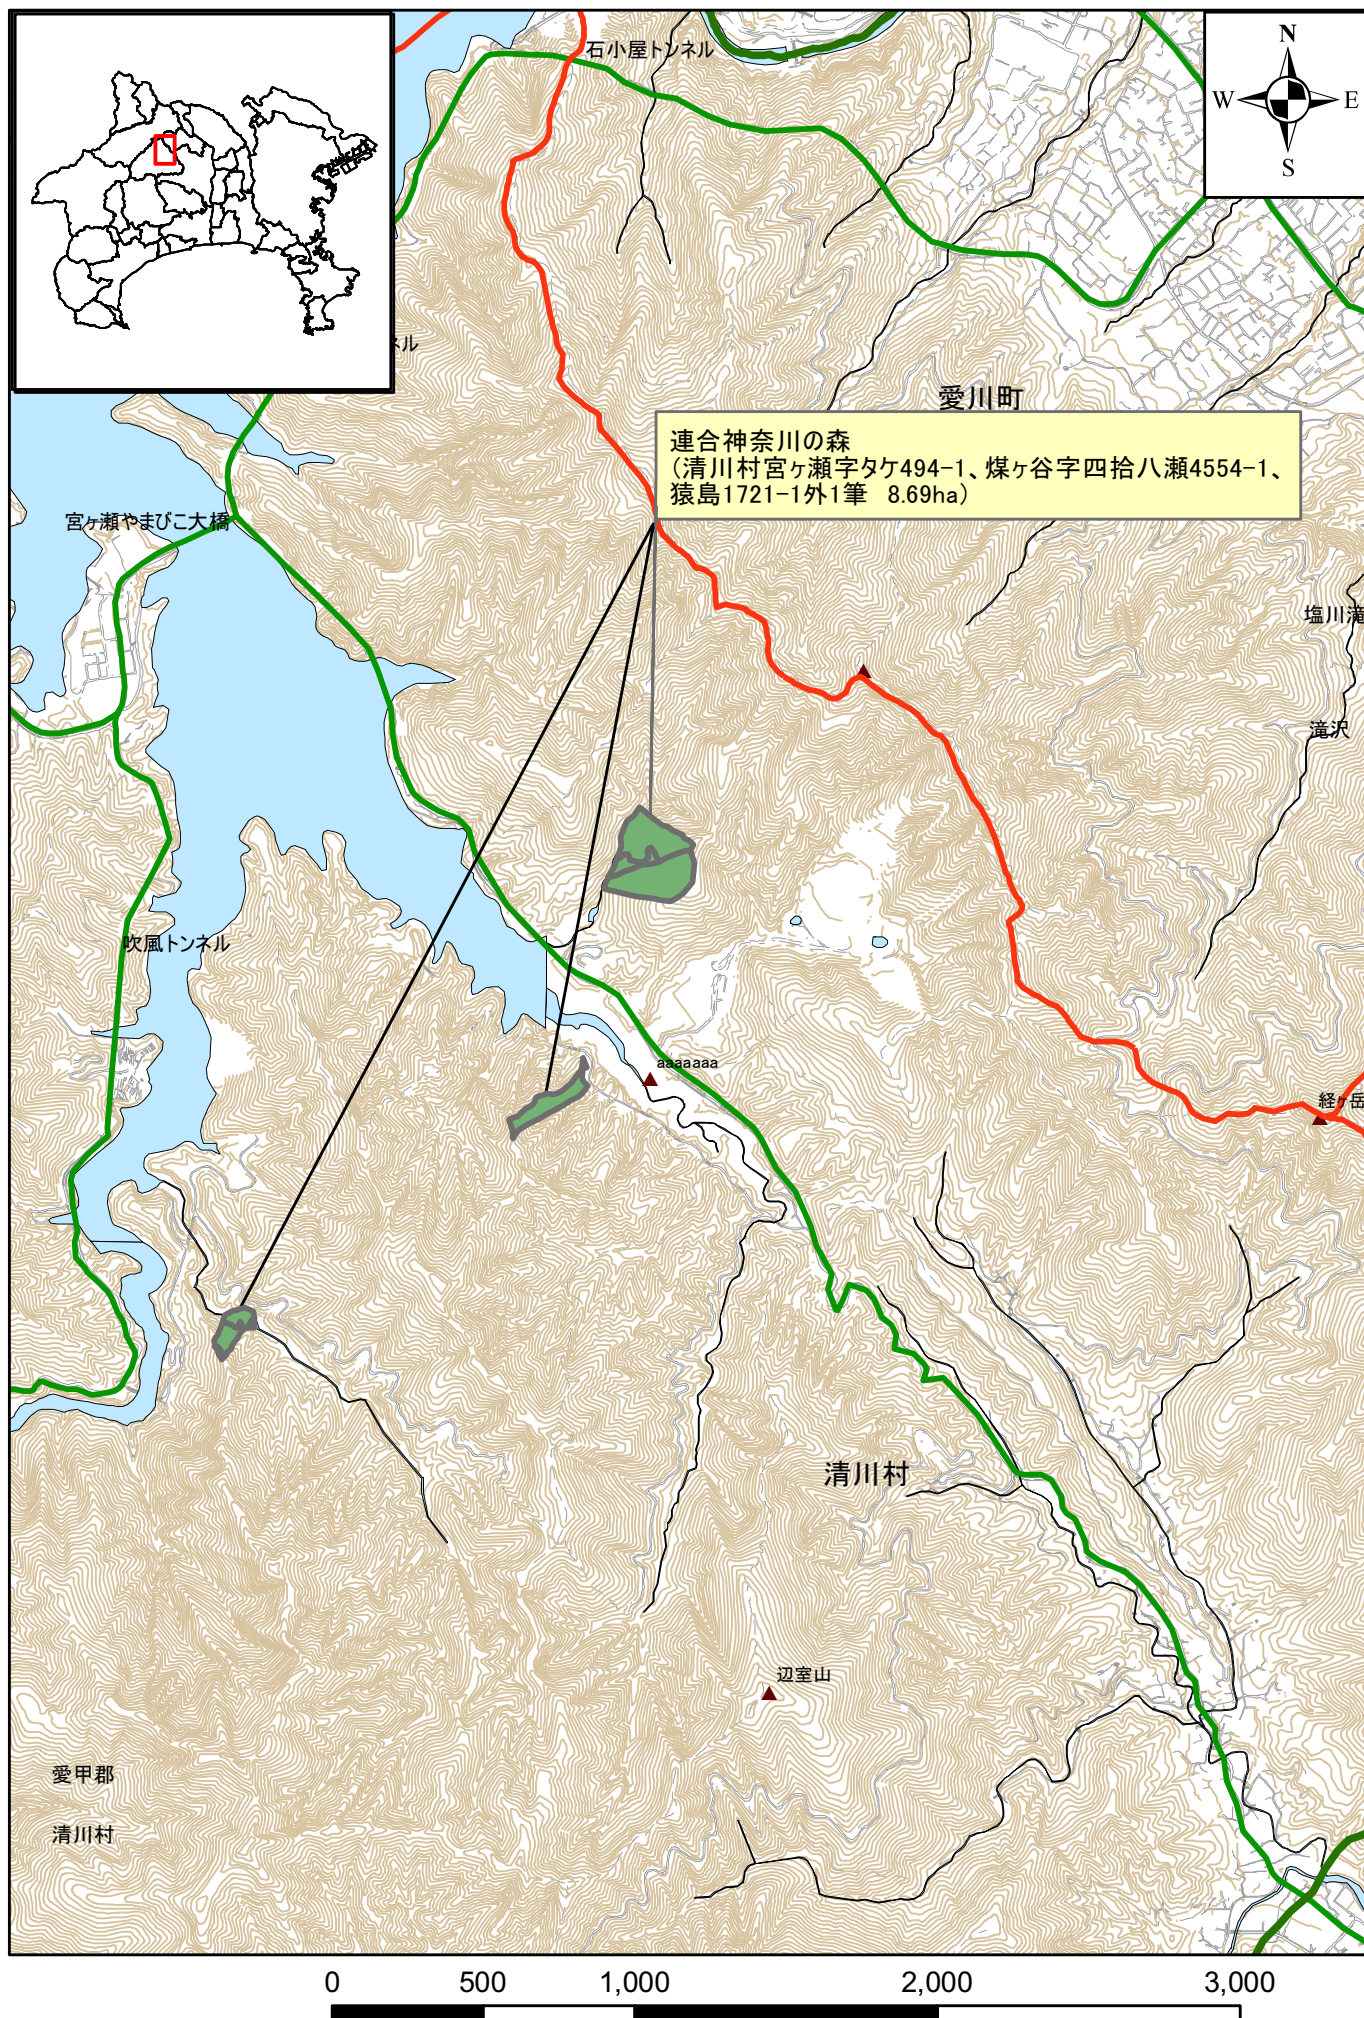 石小屋トンネル
N
W
E
S
ネル
愛川町
連合神奈川の森
(清川村宮ヶ瀬字タケ494-1、煤ヶ谷字四拾八瀬4554-1、
猿島1721-1外1筆 8.69ha)
宮ヶ瀬やまびこ大橋
塩川滝
滝沢
吹風トンネル
aaaaaaa
経ヶ岳
清川村
辺室山
愛甲郡
清川村
0 500 1,000 2,000 3,000